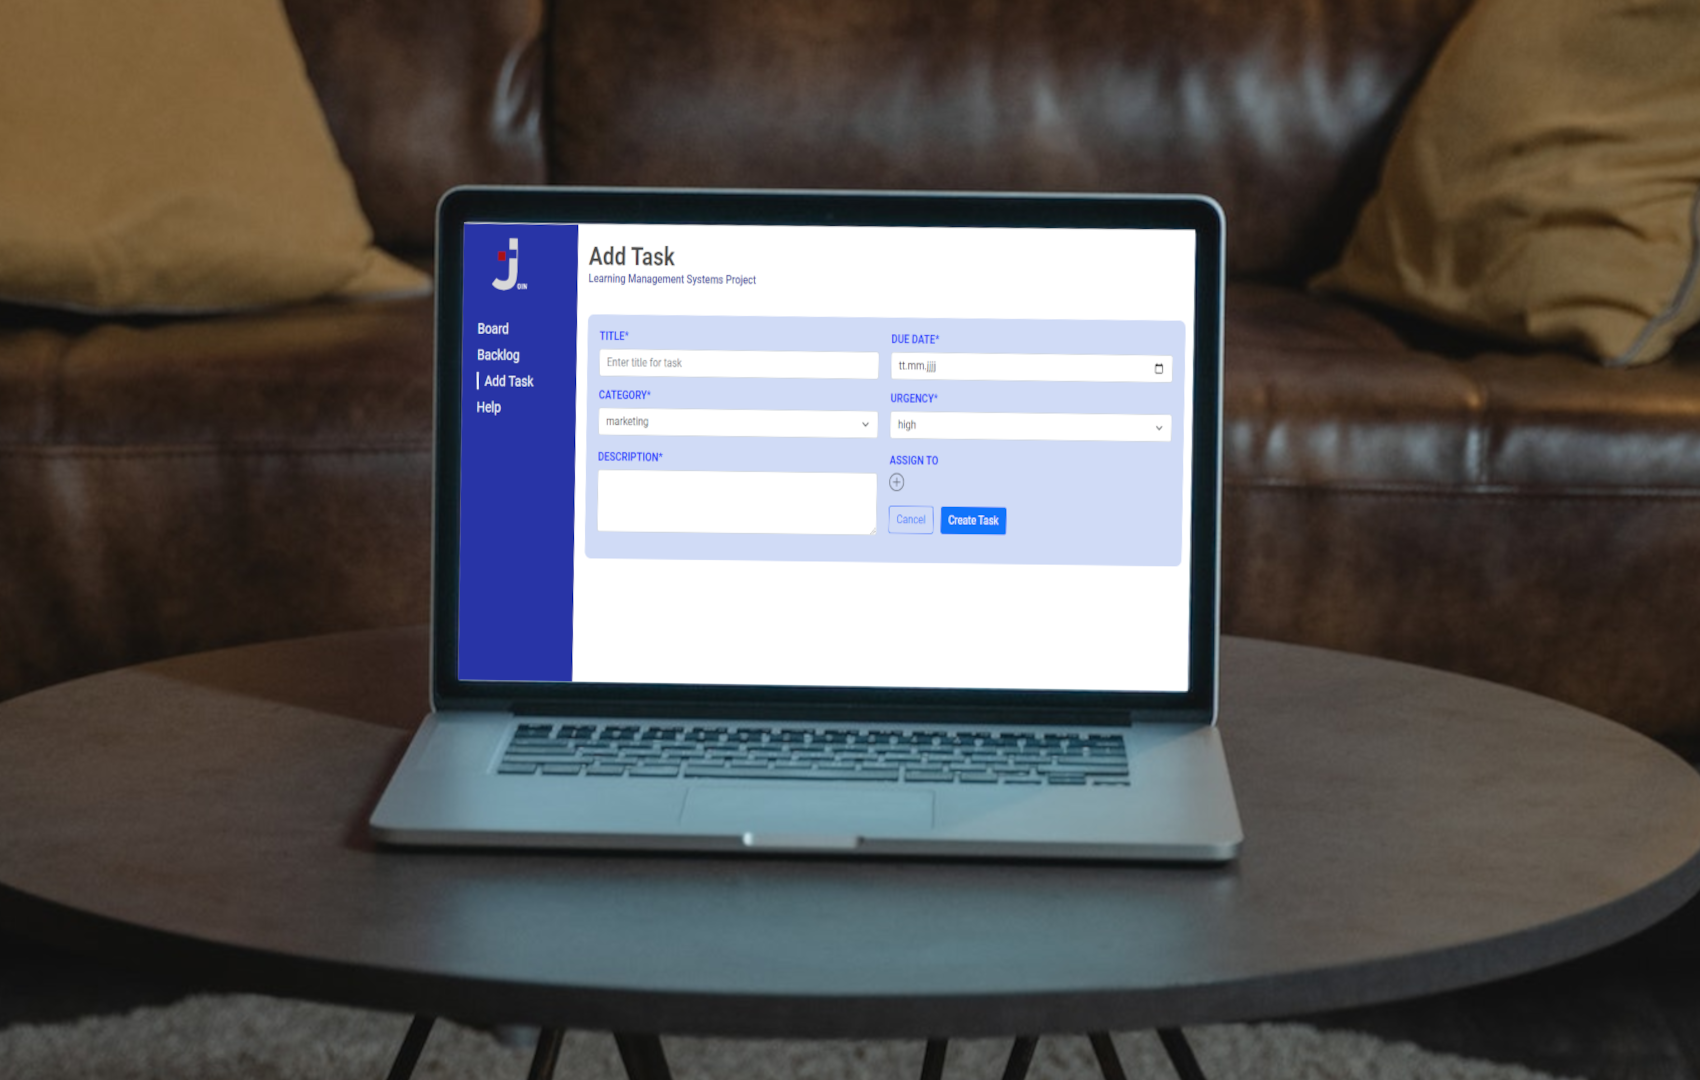 Join
Board
Backlog
Add Task
Help
Add Task
Learning Management Systems Project
TITLE*
Enter title for task
DUE DATE*
tt.mm.jjjj
CATEGORY*
marketing
URGENCY*
high
DESCRIPTION*
ASSIGN TO
Cancel
Create Task